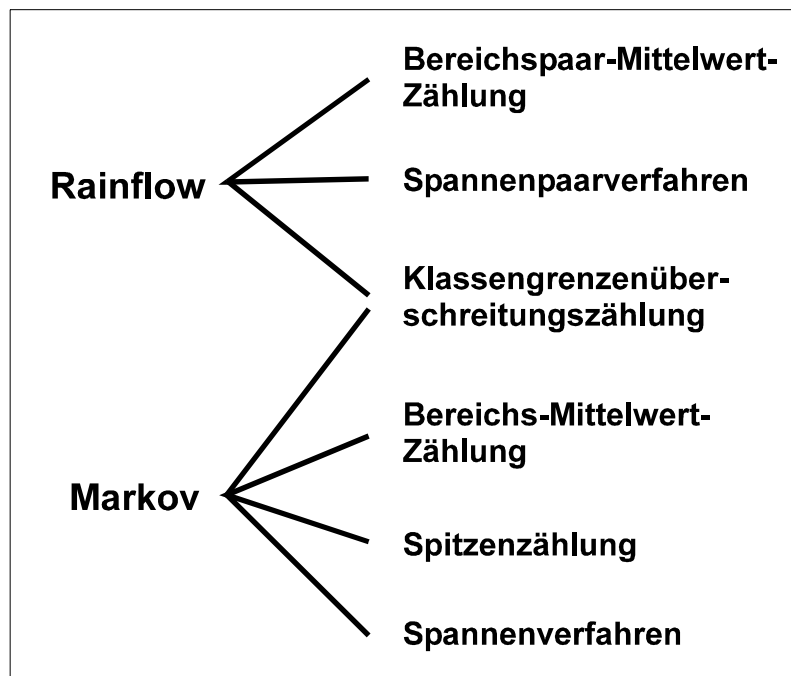 Bereichspaar-Mittelwert-
Zählung
Rainflow
Spannenpaarverfahren
Klassengrenzenüber-
schreitungszählung
Bereichs-Mittelwert-
Zählung
Markov
Spitzenzählung
Spannenverfahren